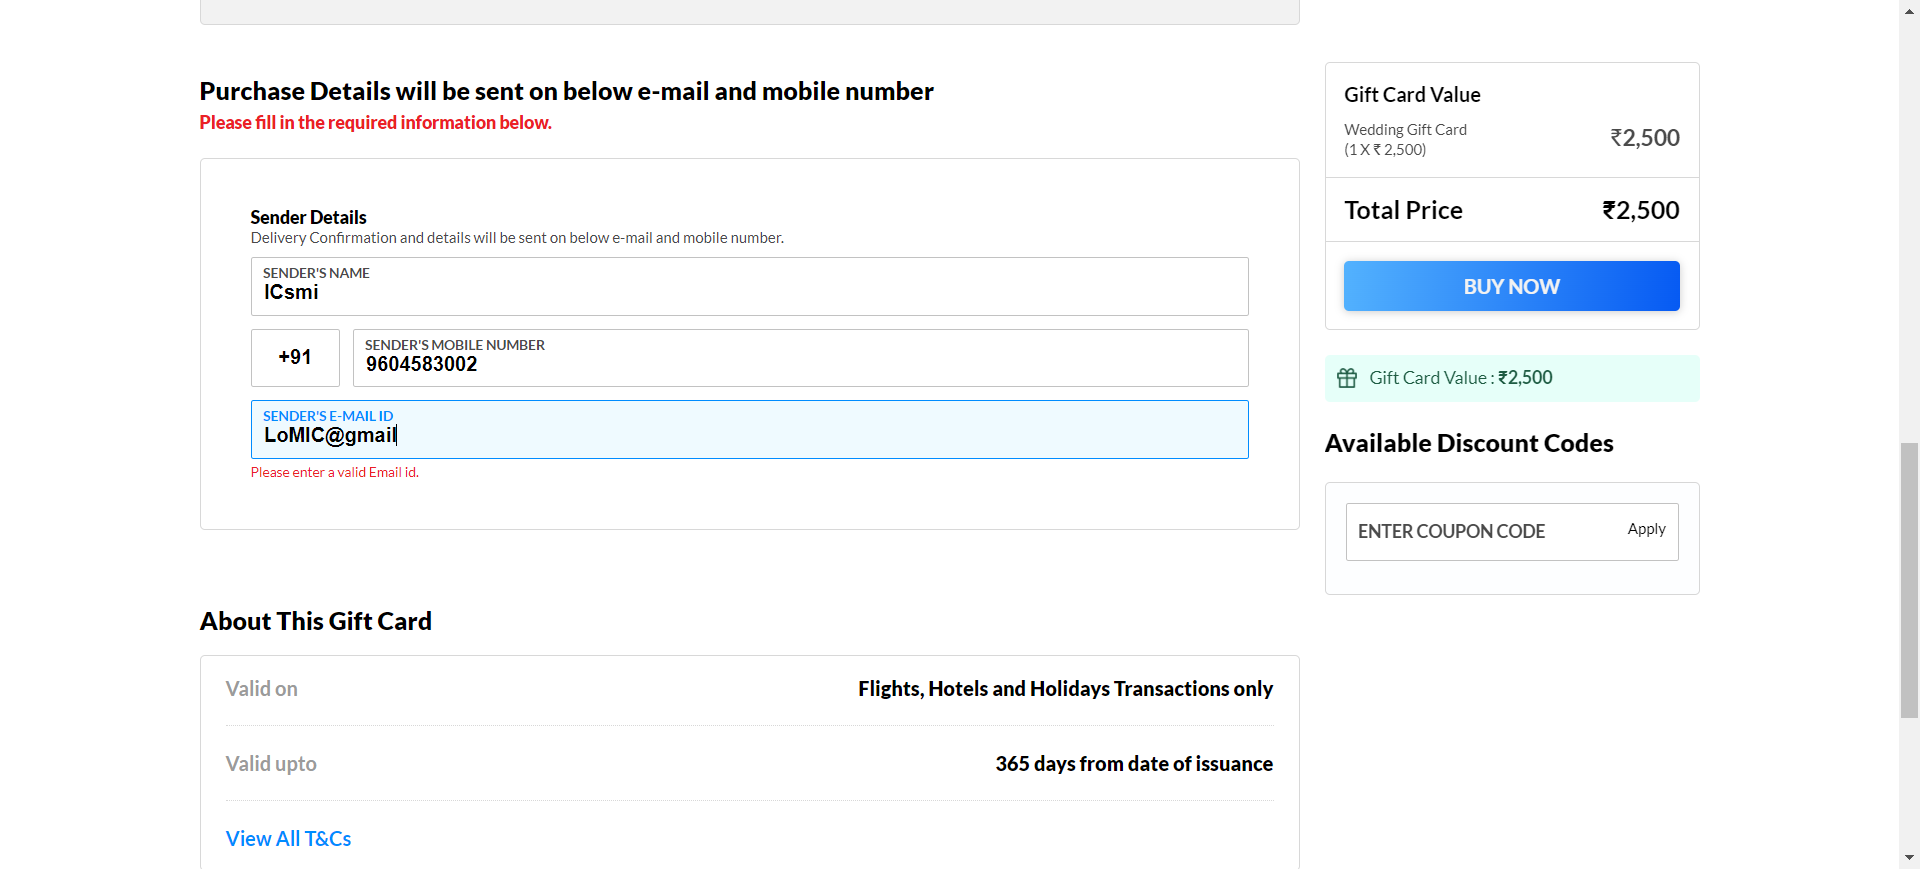 Purchase Details will be sent on below e-mail and mobile number
Please fill in the required information below.
Sender Details
Delivery Confirmation and details will be sent on below e-mail and mobile number.
SENDER'S NAME
ICsmi
+91
SENDER'S MOBILE NUMBER
9604583002
SENDER'S E-MAIL ID
LoMIC@gmail
Please enter a valid Email id.
About This Gift Card
Valid on Flights, Hotels and Holidays Transactions only
Valid upto 365 days from date of issuance
View All T&Cs
Gift Card Value
Wedding Gift Card
(1 X ₹ 2,500) ₹2,500
Total Price ₹2,500
BUY NOW
Gift Card Value : ₹2,500
Available Discount Codes
ENTER COUPON CODE Apply